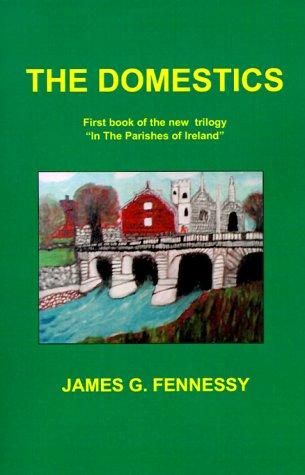 THE DOMESTICS
First book of the new trilogy
"In The Parishes of Ireland"
JAMES G. FENNESSY